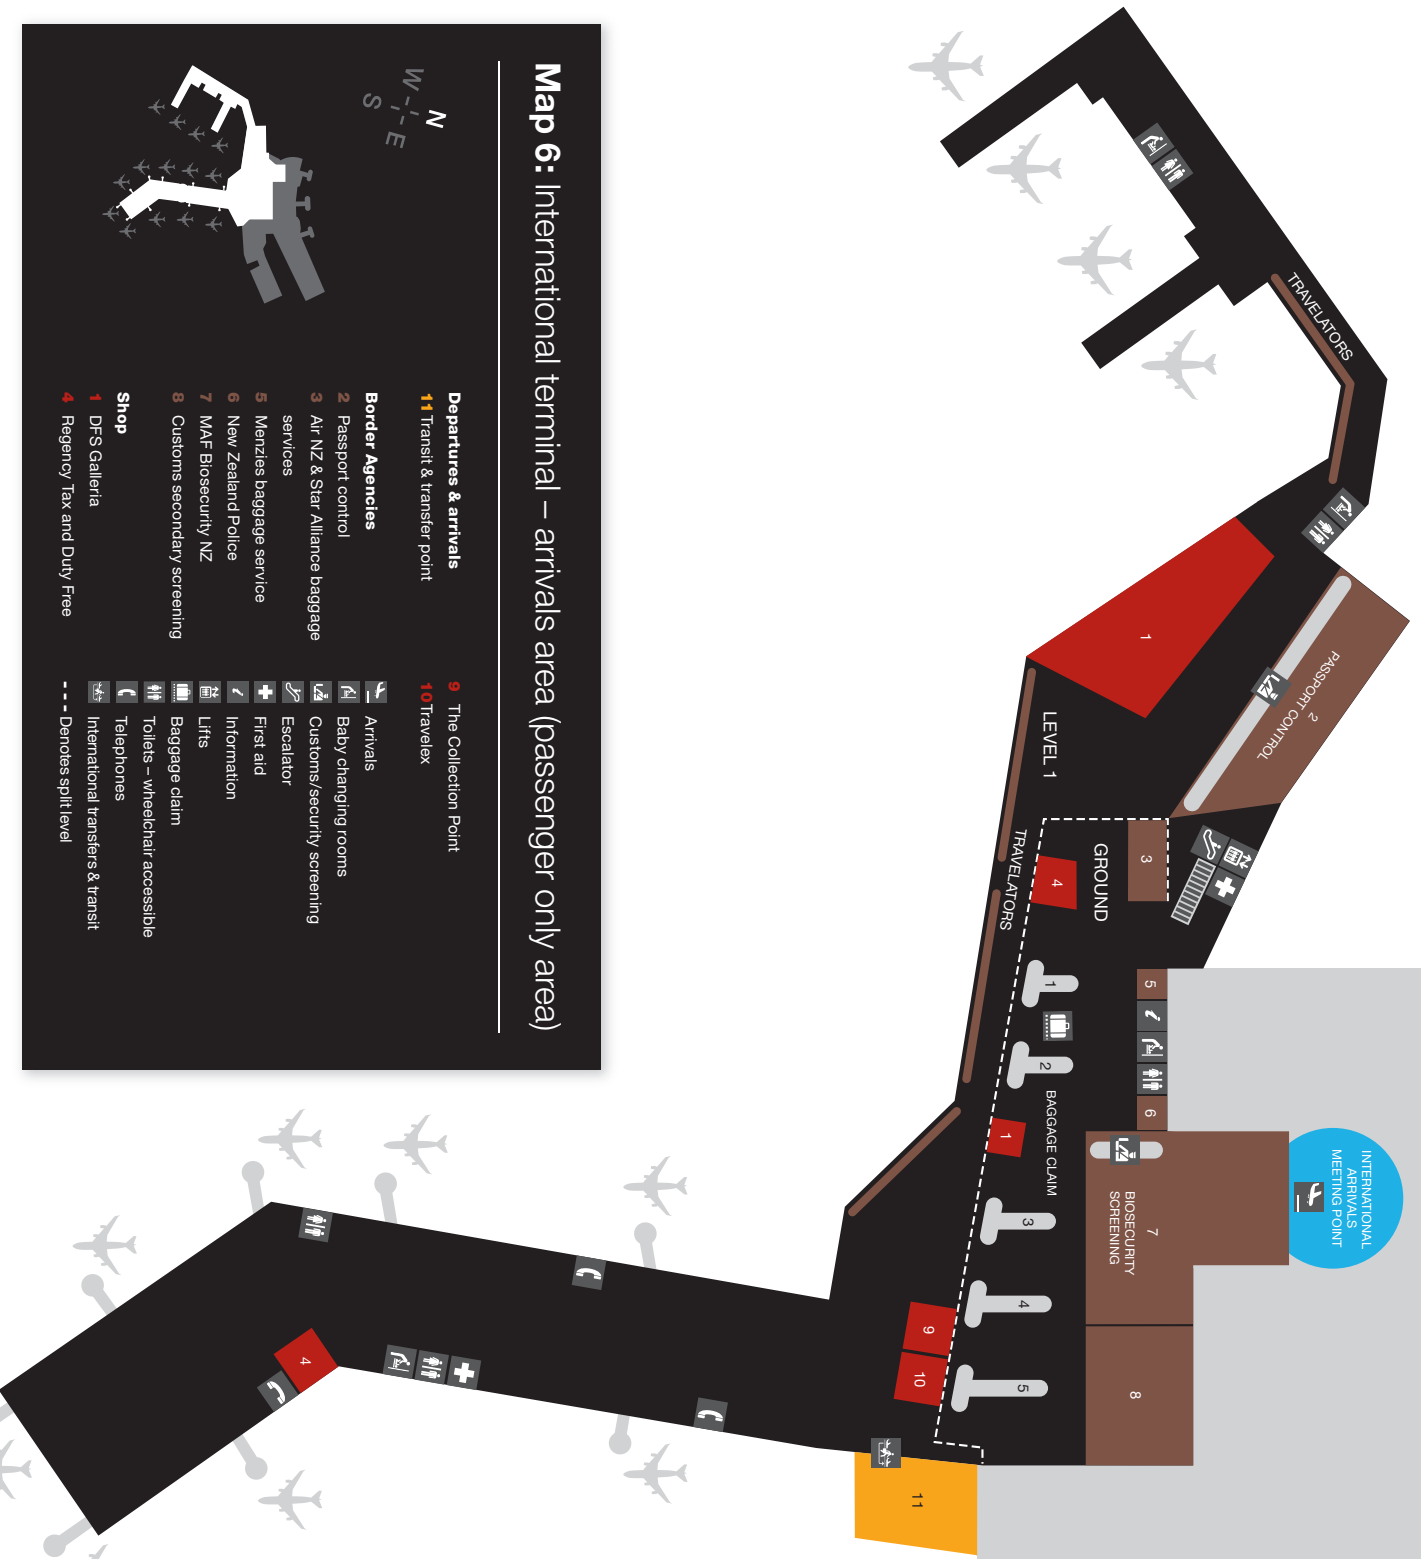 Map 6: International terminal – arrivals area (passenger only area)
N
W
E
S
Departures & arrivals
11 Transit & transfer point
Border Agencies
2 Passport control
3 Air NZ & Star Alliance baggage
services
5 Menzies baggage service
6 New Zealand Police
7 MAF Biosecurity NZ
8 Customs secondary screening
Shop
1 DFS Galleria
4 Regency Tax and Duty Free
9 The Collection Point
10 Travelex
Arrivals
Baby changing rooms
Customs/security screening
Escalator
First aid
Information
Lifts
Baggage claim
Toilets – wheelchair accessible
Telephones
International transfers & transit
Denotes split level
TRAVELATORS
1
2
PASSPORT CONTROL
LEVEL 1
TRAVELATORS
GROUND
3
4
1
2
BAGGAGE CLAIM
1
3
4
5
5
i
6
7
BIOSECURITY
SCREENING
8
INTERNATIONAL
ARRIVALS
MEETING POINT
9
10
11
4